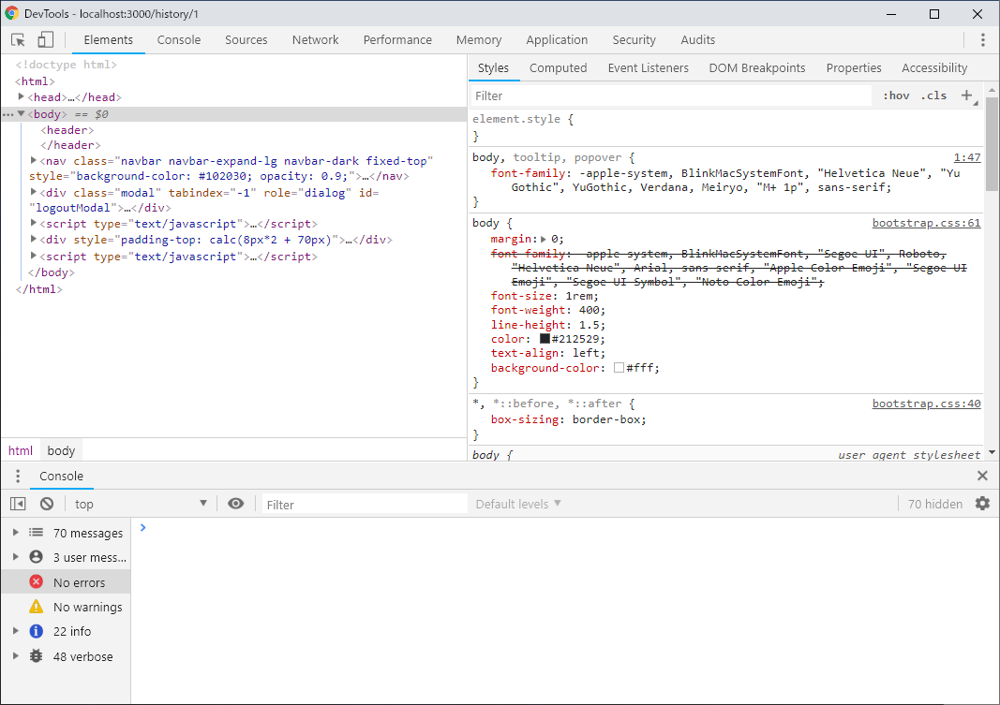 DevTools - localhost:3000/history/1
Elements Console Sources Network Performance Memory Application Security Audits
<!doctype html>
<html>
<head>…</head>
<body> == $0
<header>
</header>
<nav class="navbar navbar-expand-lg navbar-dark fixed-top"
style="background-color: #102030; opacity: 0.9;">…</nav>
<div class="modal" tabindex="-1" role="dialog" id=
"logoutModal">…</div>
<script type="text/javascript">…</script>
<div style="padding-top: calc(8px*2 + 70px)">…</div>
<script type="text/javascript">…</script>
</body>
</html>
html body
Styles Computed Event Listeners DOM Breakpoints Properties Accessibility
Filter :hov .cls +
element.style {
}
body, tooltip, popover { 1:47
font-family: -apple-system, BlinkMacSystemFont, "Helvetica Neue", "Yu
Gothic", YuGothic, Verdana, Meiryo, "M+ 1p", sans-serif;
}
body { bootstrap.css:61
margin: 0;
font-family: -apple-system, BlinkMacSystemFont, "Segoe UI", Roboto,
"Helvetica Neue", Arial, sans-serif, "Apple Color Emoji", "Segoe UI
Emoji", "Segoe UI Symbol", "Noto Color Emoji";
font-size: 1rem;
font-weight: 400;
line-height: 1.5;
color: #212529;
text-align: left;
background-color: #fff;
}
*, *::before, *::after { bootstrap.css:40
box-sizing: border-box;
}
body { user agent stylesheet
Console
top Filter Default levels 70 hidden
70 messages
3 user mess...
No errors
No warnings
22 info
48 verbose